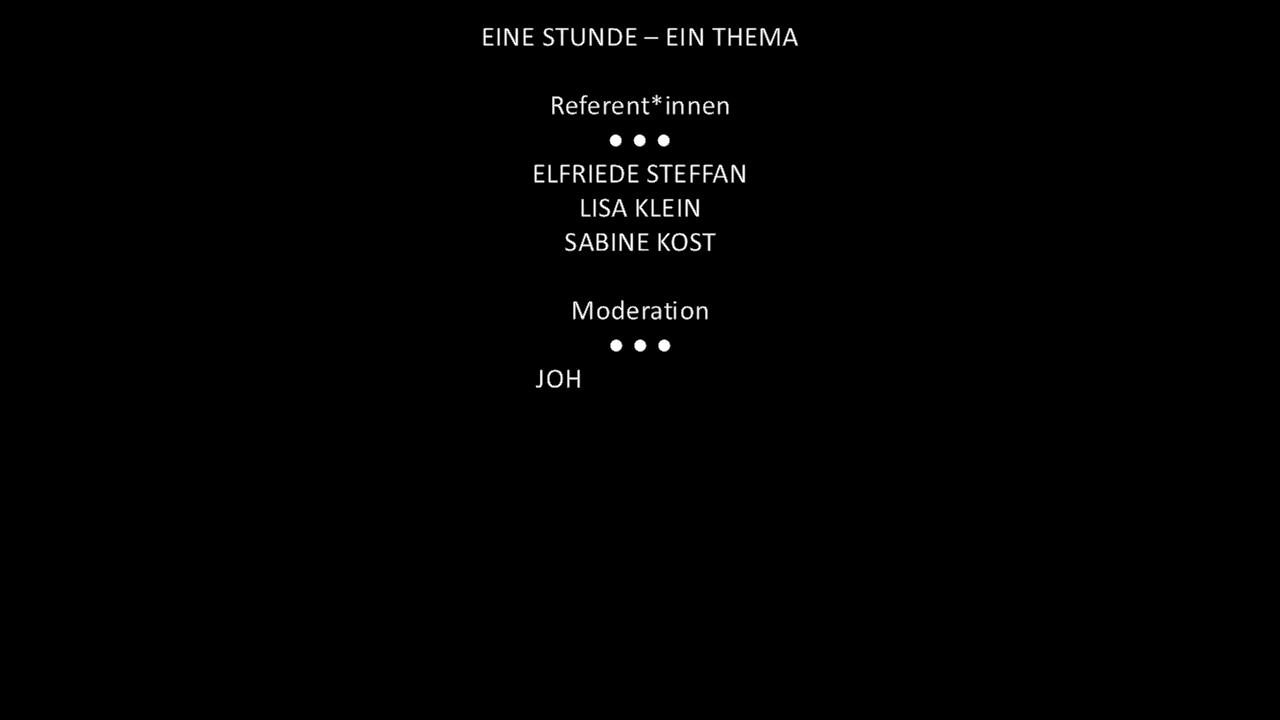 EINE STUNDE – EIN THEMA
Referent*innen
● ● ●
ELFRIEDE STEFFAN
LISA KLEIN
SABINE KOST
Moderation
● ● ●
JOH